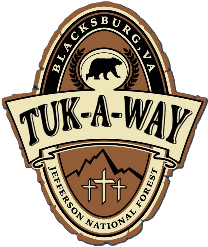 BLACKSBURG, VA
TUK-A-WAY
JEFFERSON NATIONAL FOREST